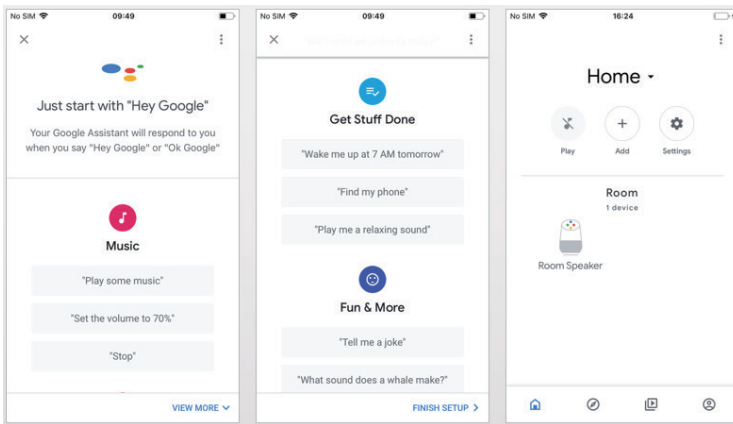 No SIM 09:49
Just start with "Hey Google"
Your Google Assistant will respond to you
when you say "Hey Google" or "Ok Google"
Music
"Play some music"
"Set the volume to 70%"
"Stop"
VIEW MORE
No SIM 09:49
Get Stuff Done
"Wake me up at 7 AM tomorrow"
"Find my phone"
"Play me a relaxing sound"
Fun & More
"Tell me a joke"
"What sound does a whale make?"
FINISH SETUP
No SIM 16:24
Home
Play Add Settings
Room
1 device
Room Speaker